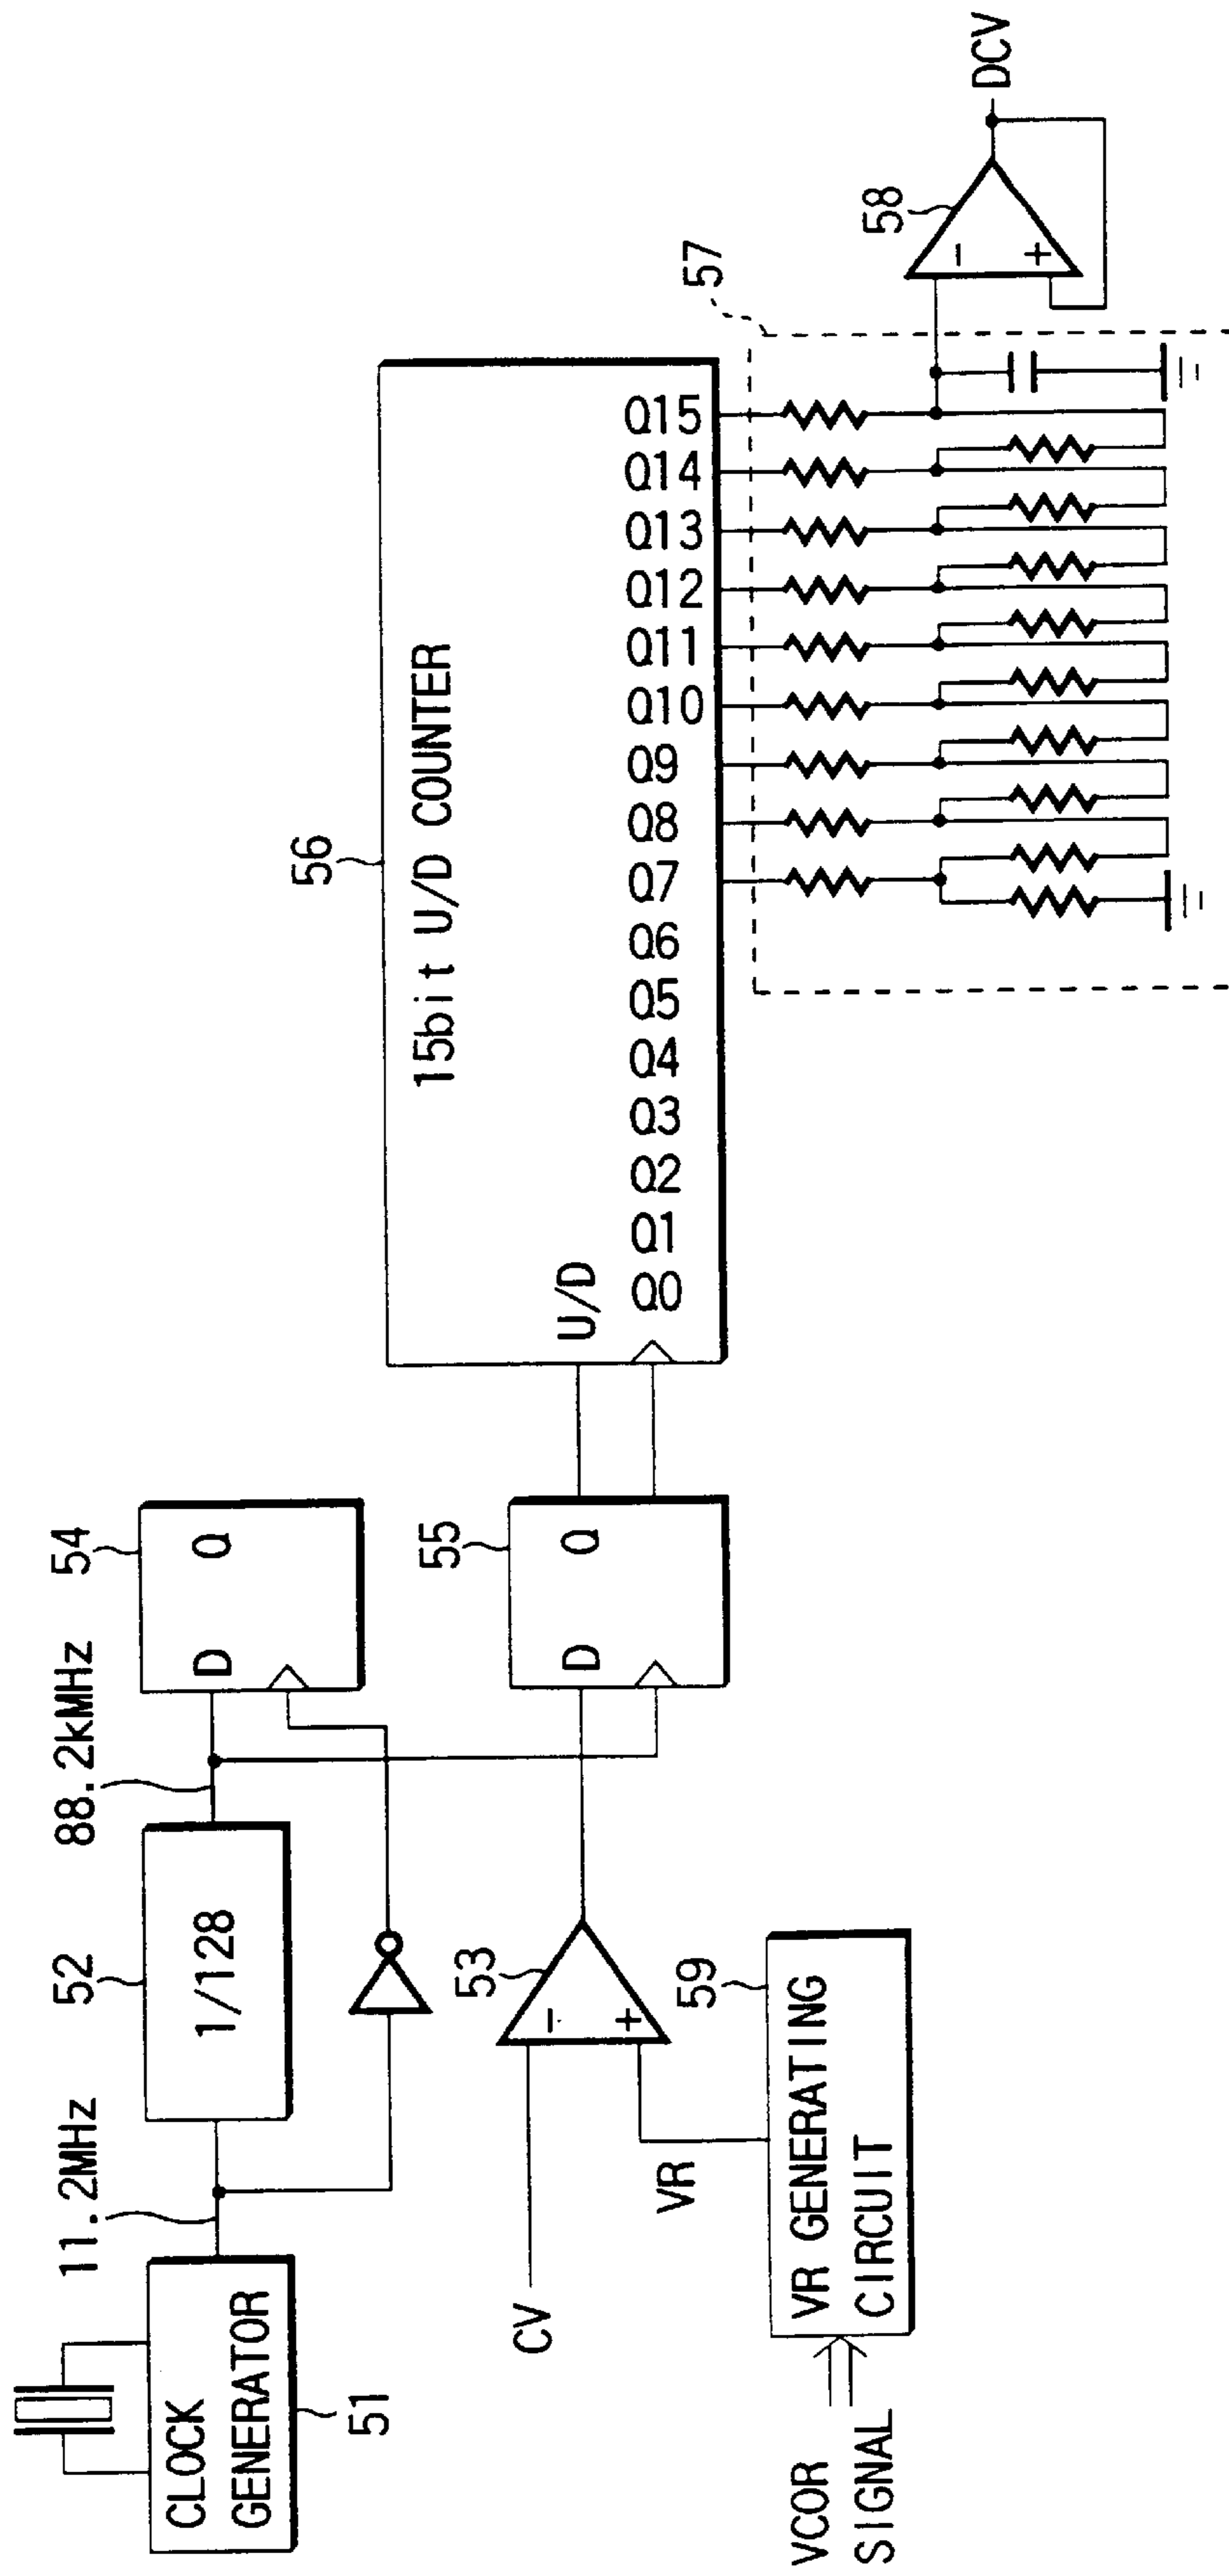 CLOCK
GENERATOR
51
11.2MHz
1/128
52
88.2kMHz
D
Q
54
CV
-
+
53
VR
VCOR
SIGNAL
VR GENERATING
CIRCUIT
59
D
Q
55
56
15bit U/D COUNTER
U/D
Q0 Q1 Q2 Q3 Q4 Q5 Q6 Q7 Q8 Q9 Q10 Q11 Q12 Q13 Q14 Q15
57
-
+
58
DCV